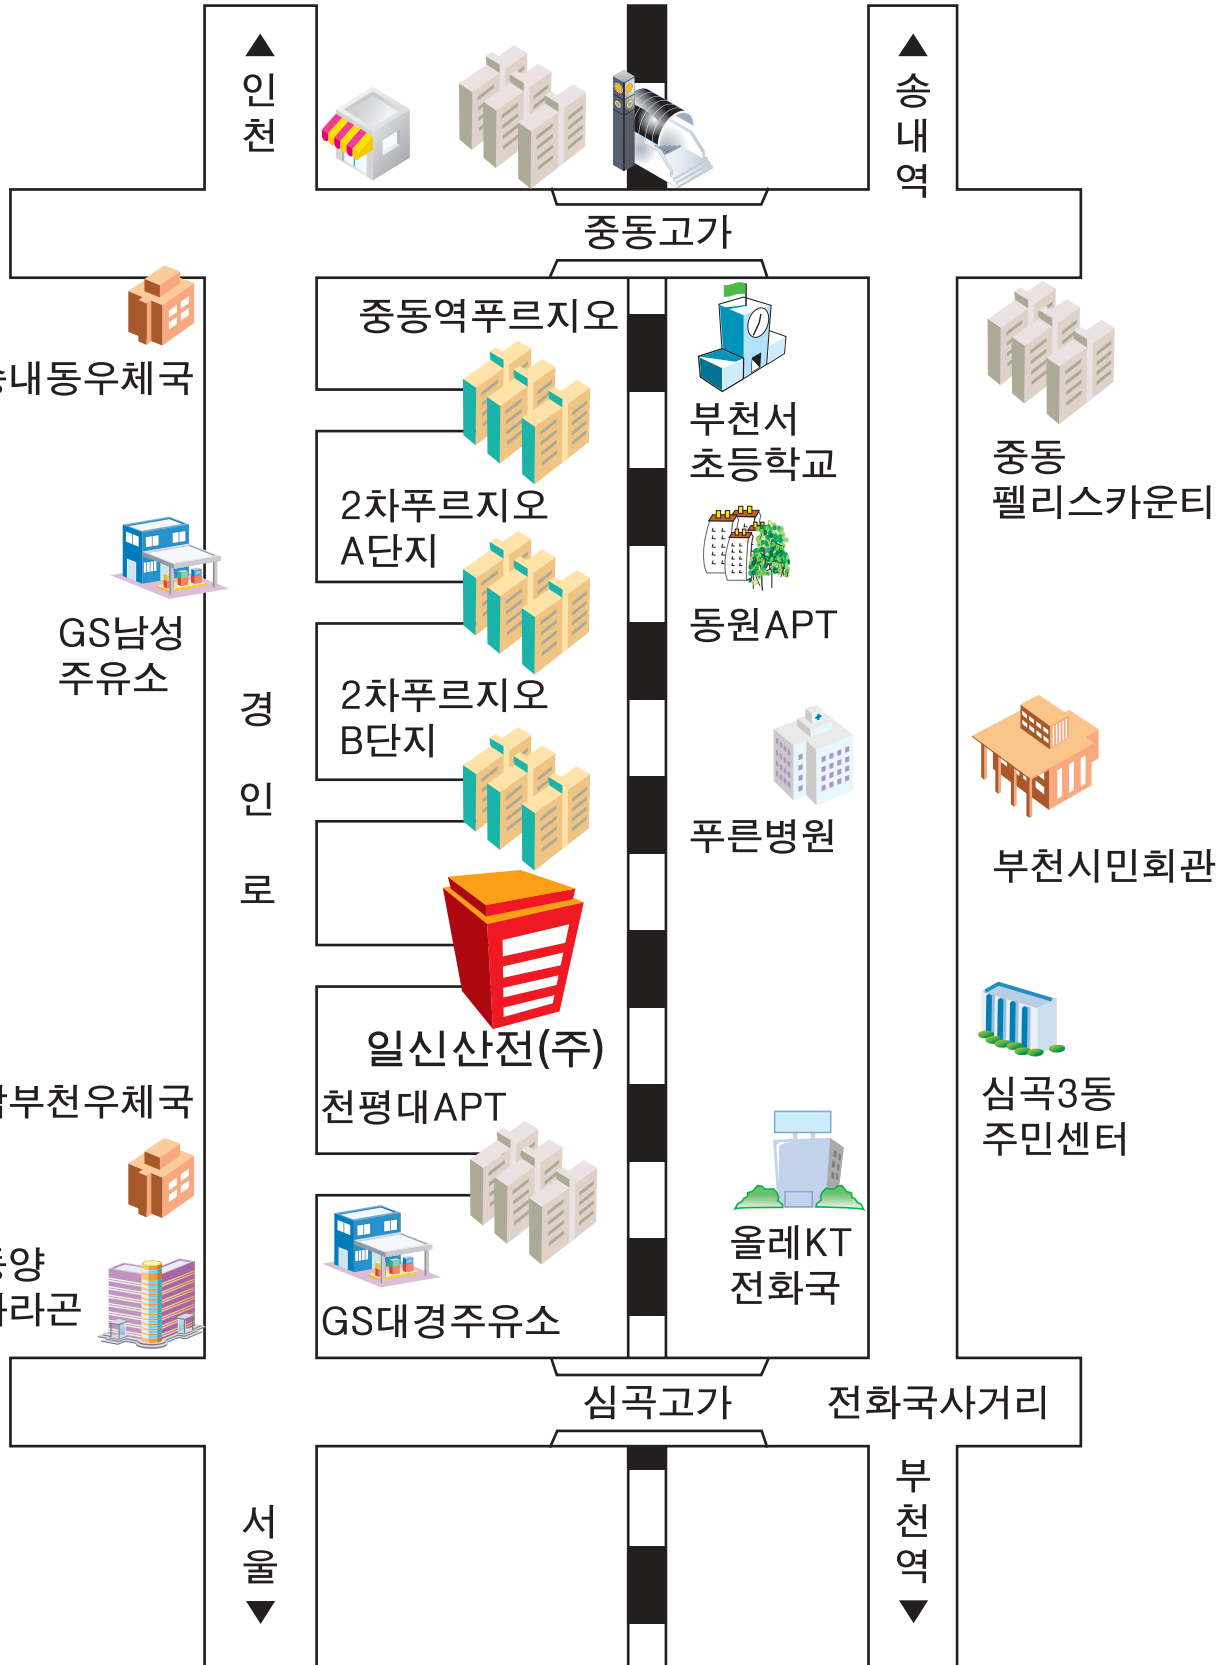 ▲
인
천
▲
송
내
역
중동고가
중동역푸르지오
내동우체국
부천서
초등학교
중동
펠리스카운티
2차푸르지오
A단지
GS남성
주유소
동원APT
2차푸르지오
B단지
경
인
로
푸른병원
부천시민회관
일신산전(주)
천평대APT
부천우체국
심곡3동
주민센터
올레KT
전화국
양
라곤
GS대경주유소
심곡고가
전화국사거리
서
울
▼
부
천
역
▼